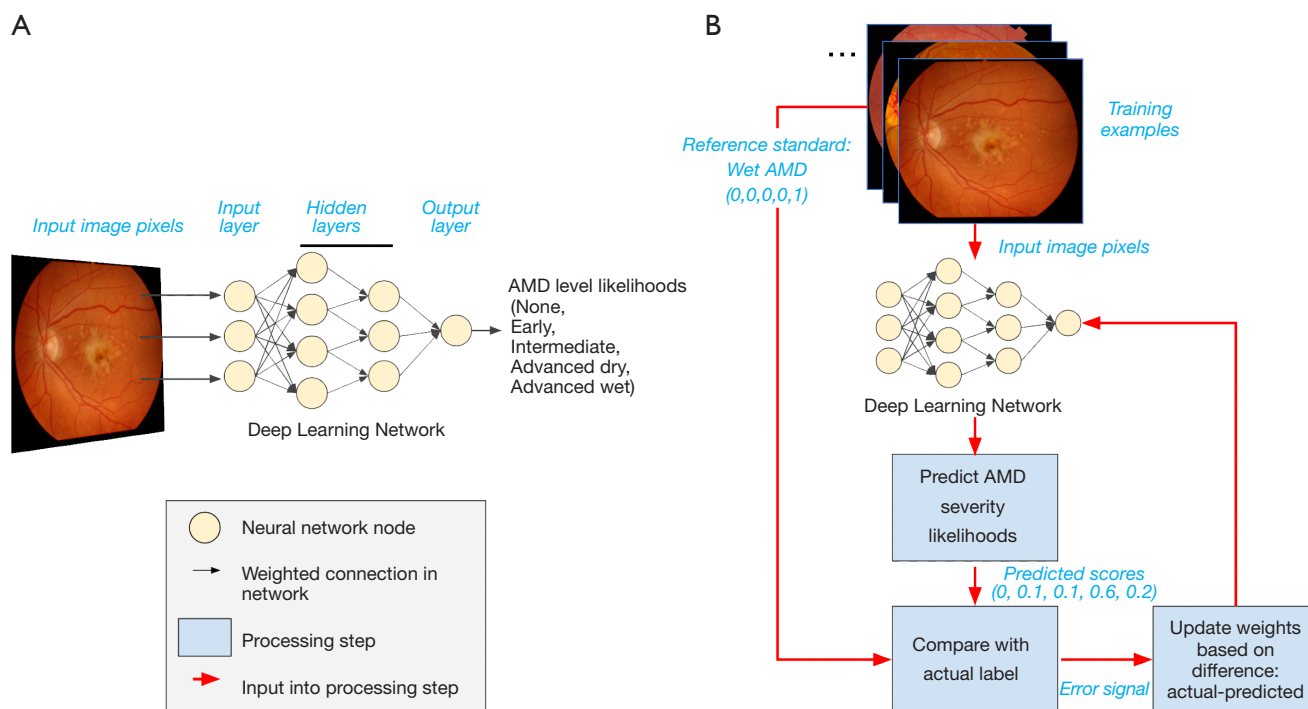 A
Input image pixels
Input
layer
Hidden
layers
Output
layer
AMD level likelihoods
(None,
Early,
Intermediate,
Advanced dry,
Advanced wet)
Deep Learning Network
Neural network node
Weighted connection in
network
Processing step
Input into processing step
B
...
Training
examples
Reference standard:
Wet AMD
(0,0,0,0,1)
Input image pixels
Deep Learning Network
Predict AMD
severity
likelihoods
Predicted scores
(0, 0.1, 0.1, 0.6, 0.2)
Compare with
actual label
Error signal
Update weights
based on
difference:
actual-predicted